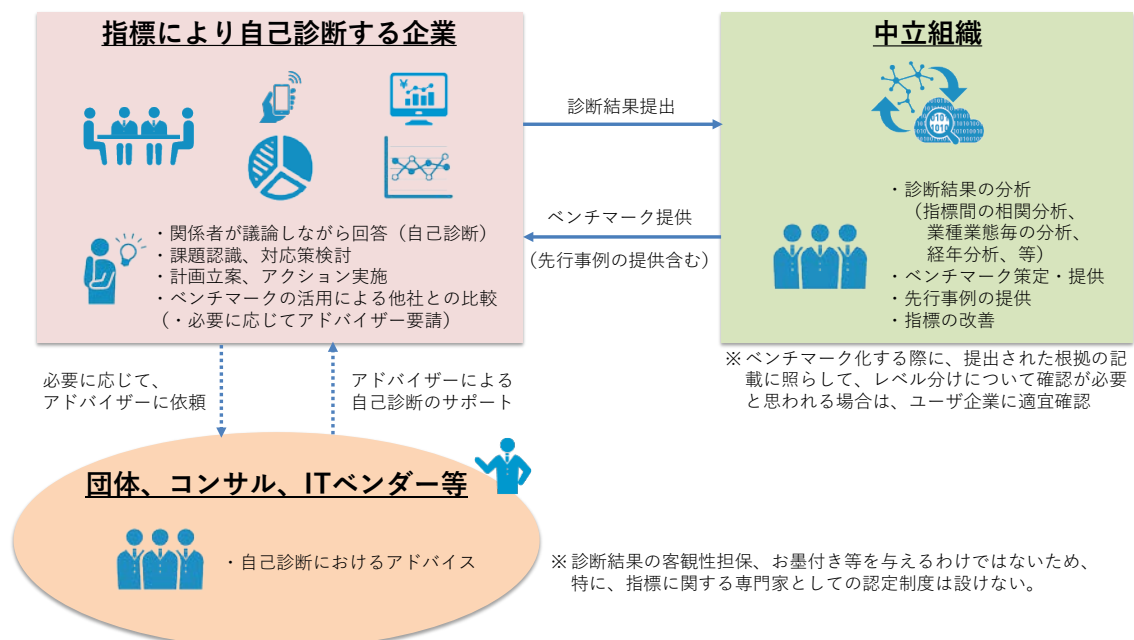 指標により自己診断する企業
・関係者が議論しながら回答（自己診断）
・課題認識、対応策検討
・計画立案、アクション実施
・ベンチマークの活用による他社との比較
（・必要に応じてアドバイザー要請）
診断結果提出
ベンチマーク提供
（先行事例の提供含む）
中立組織
・診断結果の分析
（指標間の相関分析、
業種業態毎の分析、
経年分析、等）
・ベンチマーク策定・提供
・先行事例の提供
・指標の改善
※ベンチマーク化する際に、提出された根拠の記
載に照らして、レベル分けについて確認が必要
と思われる場合は、ユーザ企業に適宜確認
必要に応じて、
アドバイザーに依頼
アドバイザーによる
自己診断のサポート
団体、コンサル、ITベンダー等
・自己診断におけるアドバイス
※診断結果の客観性担保、お墨付き等を与えるわけではないため、
特に、指標に関する専門家としての認定制度は設けない。